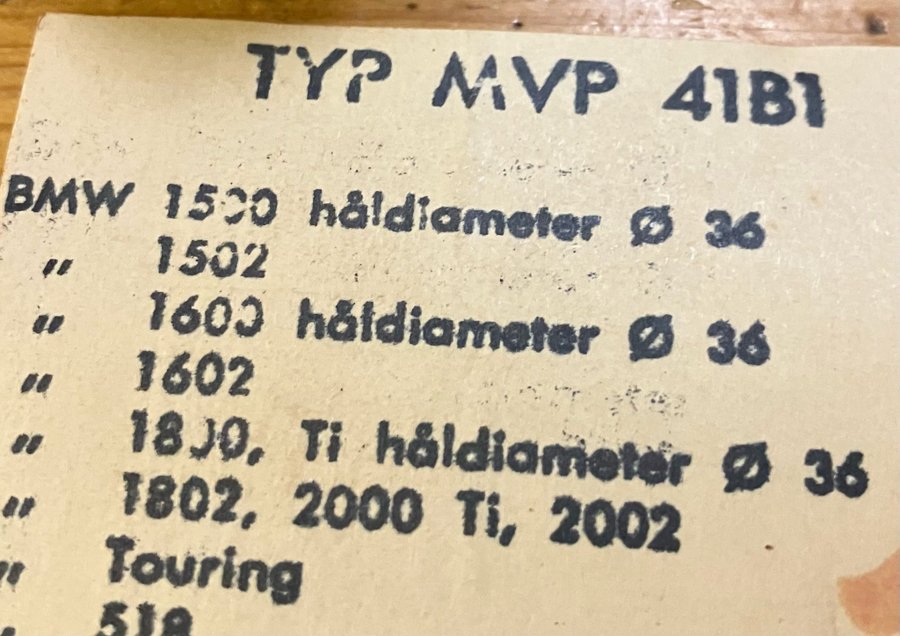 TYP MVP 41B1
BMW 1500 håldiameter Ø 36
" 1502
" 1600 håldiameter Ø 36
" 1602
" 1800, Ti håldiameter Ø 36
" 1802, 2000 Ti, 2002
" Touring
" 518